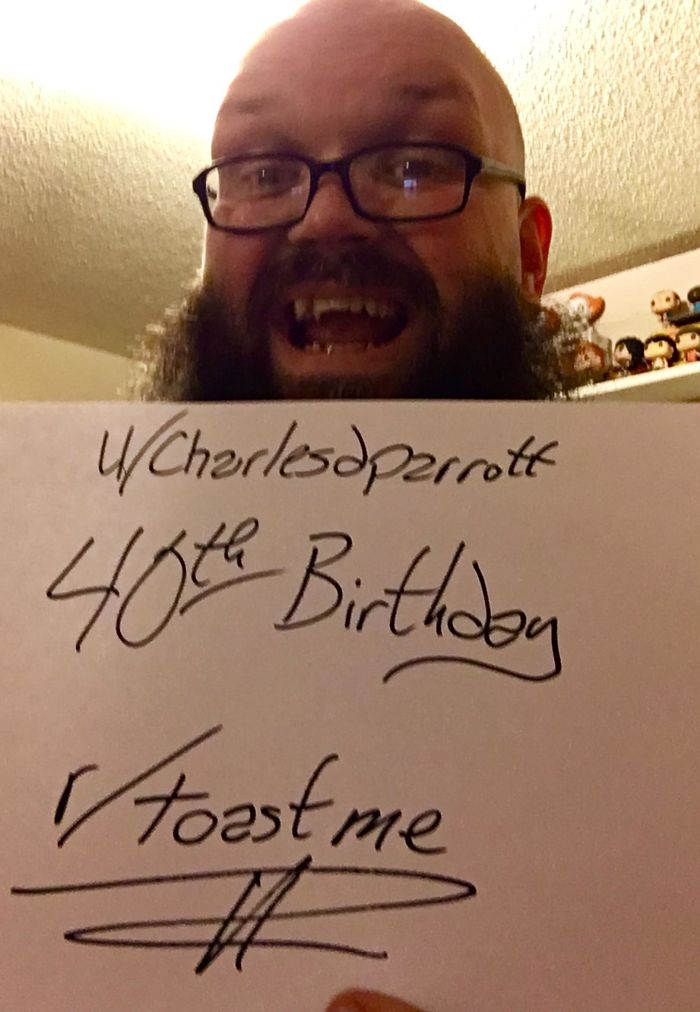 u/Charlesdparrott
40th Birthday
r/toastme